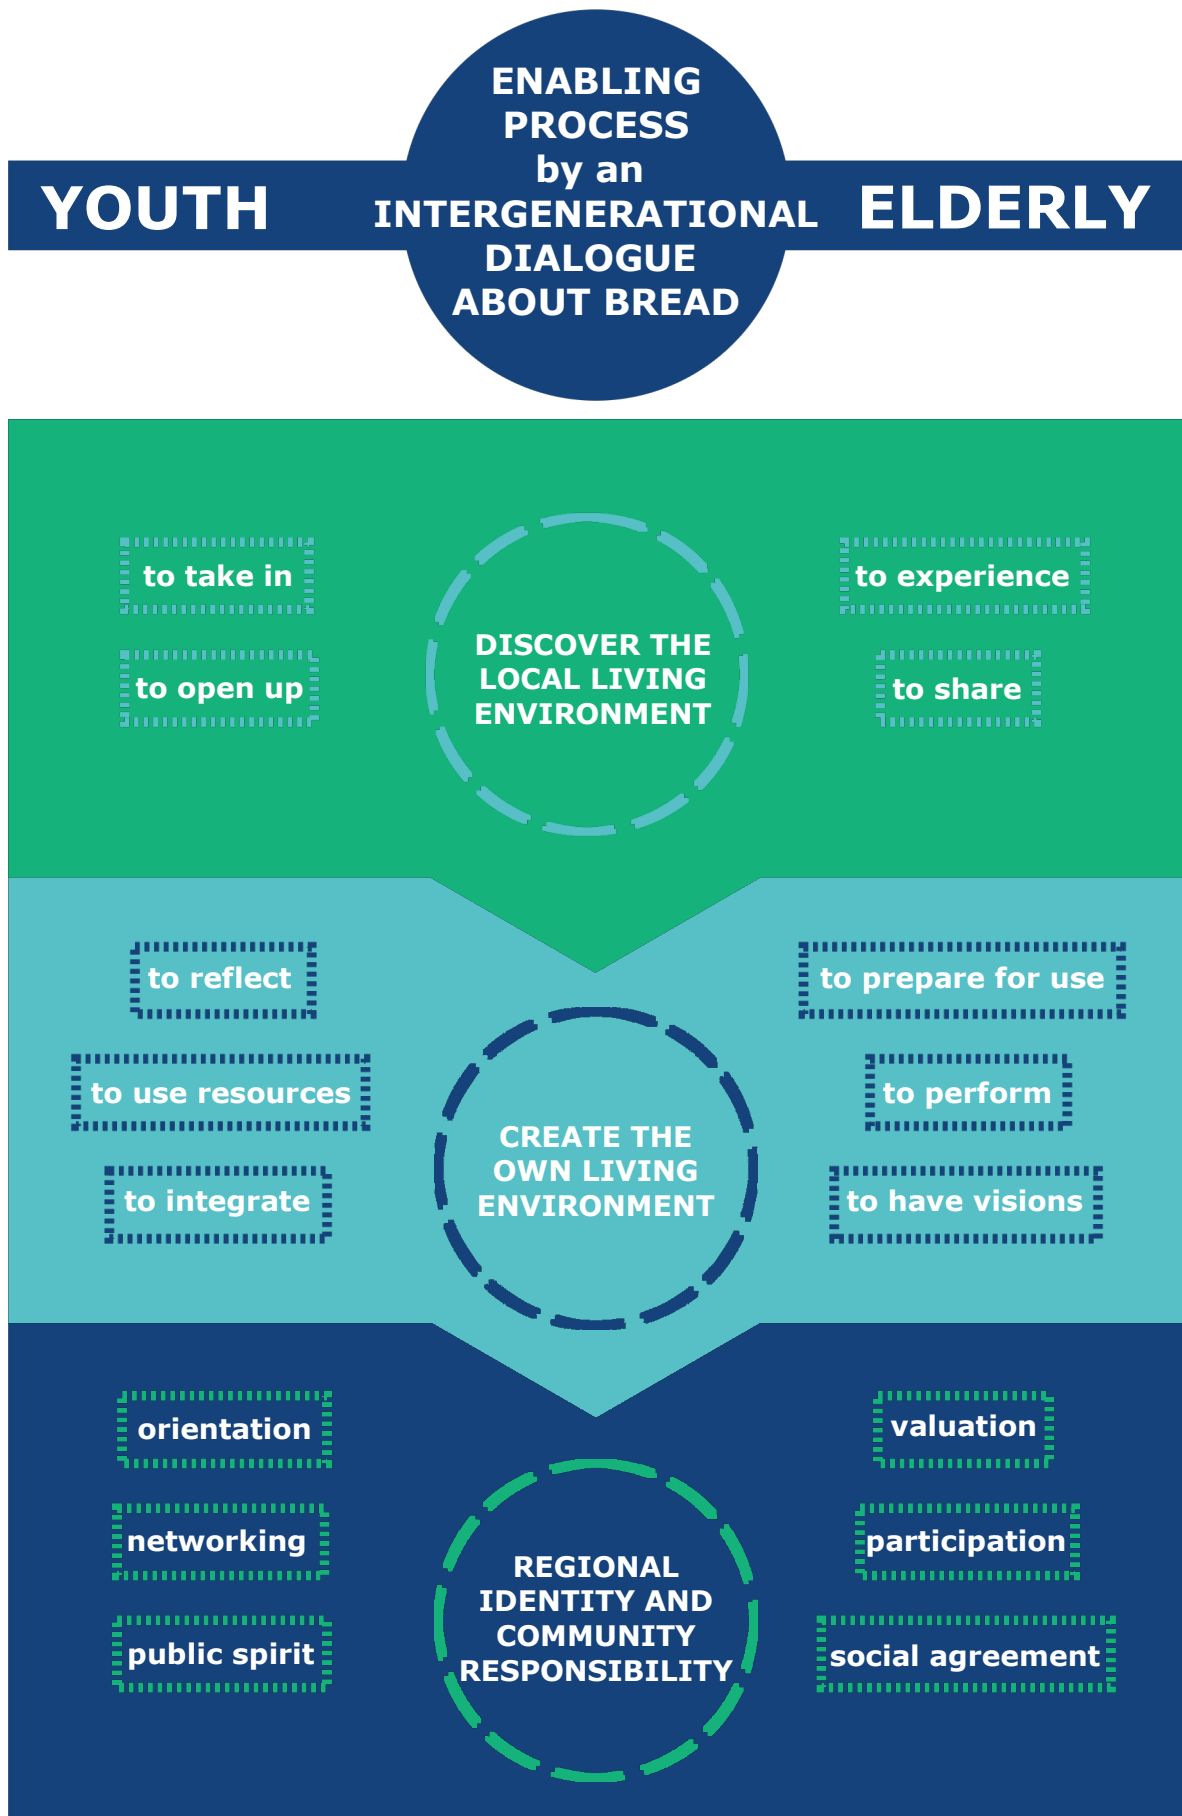 ENABLING
PROCESS
by an
INTERGENERATIONAL
DIALOGUE
ABOUT BREAD
YOUTH
ELDERLY
to take in
to open up
DISCOVER THE
LOCAL LIVING
ENVIRONMENT
to experience
to share
to reflect
to use resources
to integrate
CREATE THE
OWN LIVING
ENVIRONMENT
to prepare for use
to perform
to have visions
orientation
networking
public spirit
REGIONAL
IDENTITY AND
COMMUNITY
RESPONSIBILITY
valuation
participation
social agreement